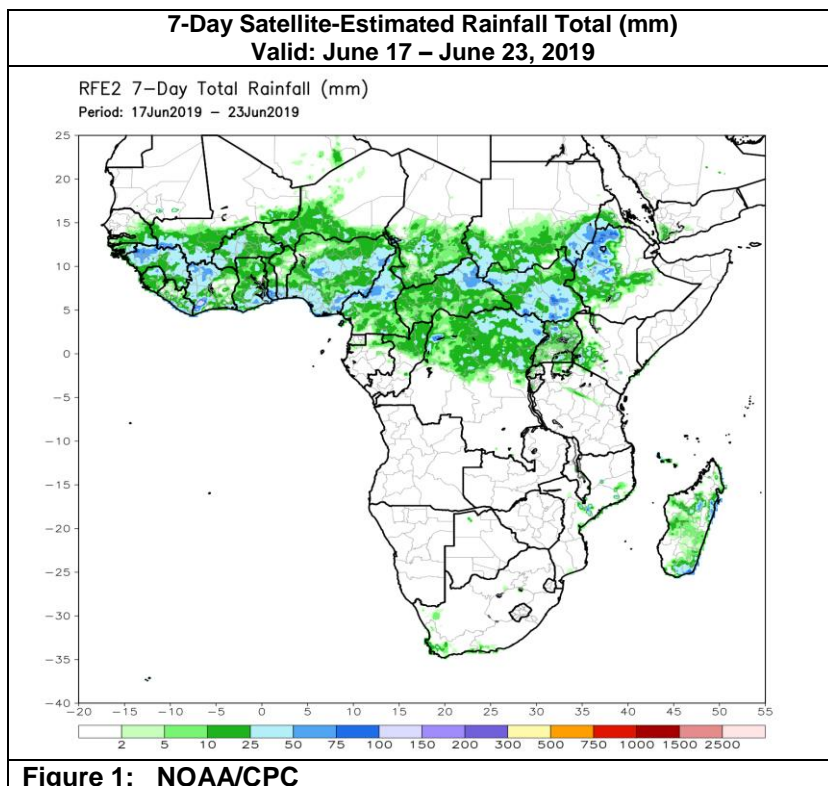 7-Day Satellite-Estimated Rainfall Total (mm)
Valid: June 17 – June 23, 2019
RFE2 7-Day Total Rainfall (mm)
Period: 17Jun2019 – 23Jun2019
25
20
15
10
5
0
-5
-10
-15
-20
-25
-30
-35
-40
-20 -15 -10 -5 0 5 10 15 20 25 30 35 40 45 50 55
2 5 10 25 50 75 100 150 200 300 500 750 1000 1500 2500
Figure 1: NOAA/CPC